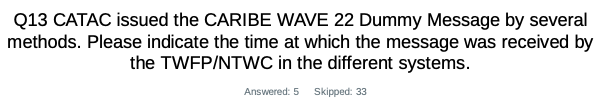 Q13 CATAC issued the CARIBE WAVE 22 Dummy Message by several
methods. Please indicate the time at which the message was received by
the TWFP/NTWC in the different systems.
Answered: 5 Skipped: 33